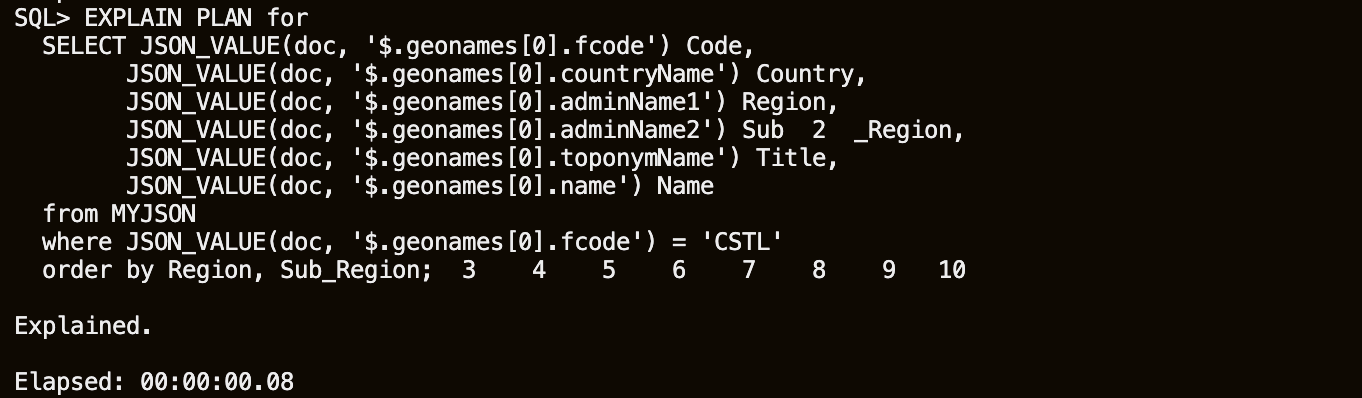 SQL> EXPLAIN PLAN for
  SELECT JSON_VALUE(doc, '$.geonames[0].fcode') Code,
        JSON_VALUE(doc, '$.geonames[0].countryName') Country,
        JSON_VALUE(doc, '$.geonames[0].adminName1') Region,
        JSON_VALUE(doc, '$.geonames[0].adminName2') Sub  2  _Region,
        JSON_VALUE(doc, '$.geonames[0].toponymName') Title,
        JSON_VALUE(doc, '$.geonames[0].name') Name
  from MYJSON
  where JSON_VALUE(doc, '$.geonames[0].fcode') = 'CSTL'
  order by Region, Sub_Region;  3    4    5    6    7    8    9   10
Explained.
Elapsed: 00:00:00.08